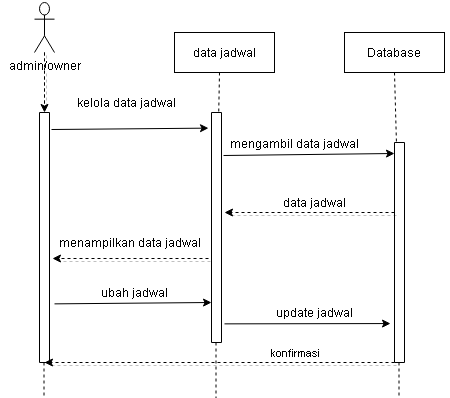 admin/owner
data jadwal
Database
kelola data jadwal
mengambil data jadwal
data jadwal
menampilkan data jadwal
ubah jadwal
update jadwal
konfirmasi